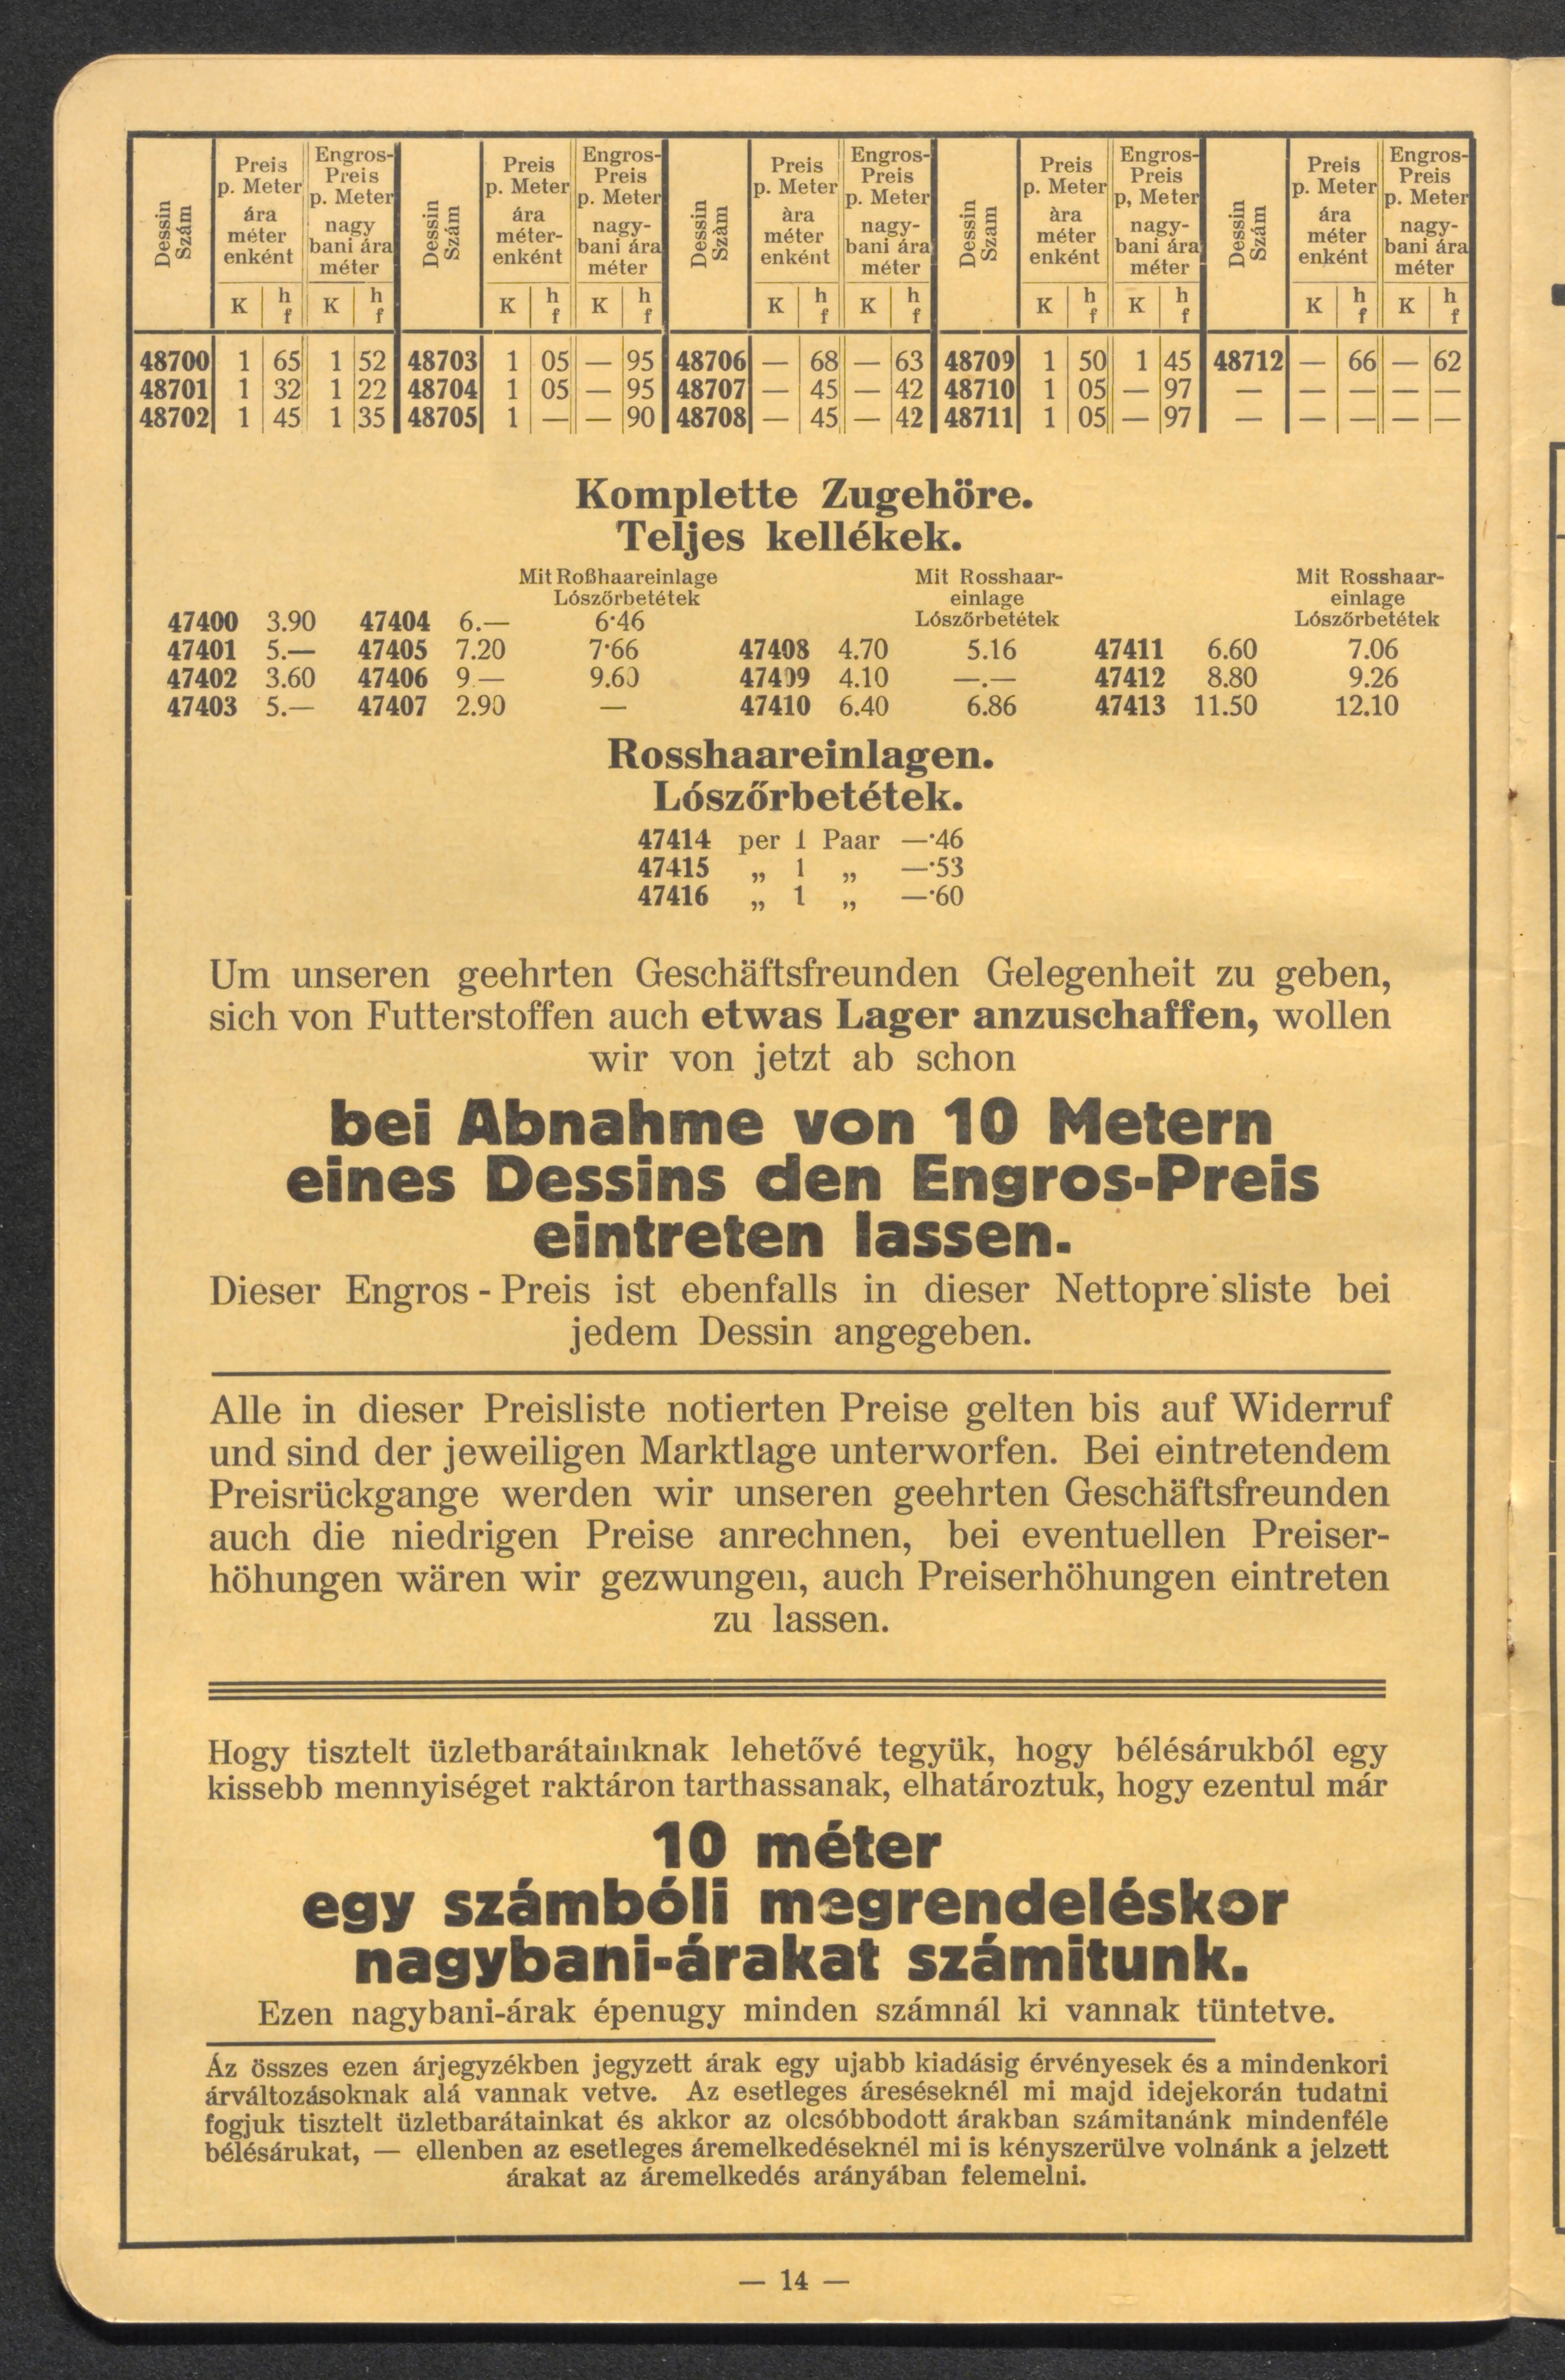 Dessin Szám | Preis p. Meter ára méter enként K h f | Engros-Preis p. Meter nagy bani ára méter K h f | Dessin Szám | Preis p. Meter ára méter-enként K h f | Engros-Preis p. Meter nagy-bani ára méter K h f | Dessin Szàm | Preis p. Meter àra méter enként K h f | Engros-Preis p. Meter nagy-bani ára méter K h f | Dessin Szam | Preis p. Meter àra méter enként K h f | Engros-Preis p, Meter nagy-bani ára méter K h f | Dessin Szám | Preis p. Meter ára méter enként K h f | Engros-Preis p. Meter nagy-bani ára méter K h f
48700 1 65 1 52 48703 1 05 — 95 48706 — 68 — 63 48709 1 50 1 45 48712 — 66 — 62
48701 1 32 1 22 48704 1 05 — 95 48707 — 45 — 42 48710 1 05 — 97 — — — — —
48702 1 45 1 35 48705 1 — — 90 48708 — 45 — 42 48711 1 05 — 97 — — — — —
Komplette Zugehöre.
Teljes kellékek.
Mit Roßhaareinlage Mit Rosshaar- Mit Rosshaar-
Lószőrbetétek einlage einlage
47400 3.90 47404 6.— 6·46 Lószőrbetétek Lószőrbetétek
47401 5.— 47405 7.20 7·66 47408 4.70 5.16 47411 6.60 7.06
47402 3.60 47406 9.— 9.60 47409 4.10 —.— 47412 8.80 9.26
47403 5.— 47407 2.90 — 47410 6.40 6.86 47413 11.50 12.10
Rosshaareinlagen.
Lószőrbetétek.
47414 per 1 Paar —·46
47415 „ 1 „ —·53
47416 „ 1 „ —·60
Um unseren geehrten Geschäftsfreunden Gelegenheit zu geben,
sich von Futterstoffen auch etwas Lager anzuschaffen, wollen
wir von jetzt ab schon
bei Abnahme von 10 Metern
eines Dessins den Engros-Preis
eintreten lassen.
Dieser Engros - Preis ist ebenfalls in dieser Nettopreisliste bei
jedem Dessin angegeben.
Alle in dieser Preisliste notierten Preise gelten bis auf Widerruf
und sind der jeweiligen Marktlage unterworfen. Bei eintretendem
Preisrückgange werden wir unseren geehrten Geschäftsfreunden
auch die niedrigen Preise anrechnen, bei eventuellen Preiser-
höhungen wären wir gezwungen, auch Preiserhöhungen eintreten
zu lassen.
Hogy tisztelt üzletbarátainknak lehetővé tegyük, hogy bélésárukból egy
kissebb mennyiséget raktáron tarthassanak, elhatároztuk, hogy ezentul már
10 méter
egy számbóli megrendeléskor
nagybani-árakat számitunk.
Ezen nagybani-árak épenugy minden számnál ki vannak tüntetve.
Áz összes ezen árjegyzékben jegyzett árak egy ujabb kiadásig érvényesek és a mindenkori
árváltozásoknak alá vannak vetve. Az esetleges áreséseknél mi majd idejekorán tudatni
fogjuk tisztelt üzletbarátainkat és akkor az olcsóbbodott árakban számitanánk mindenféle
bélésárukat, — ellenben az esetleges áremelkedéseknél mi is kényszerülve volnánk a jelzett
árakat az áremelkedés arányában felemelni.
— 14 —